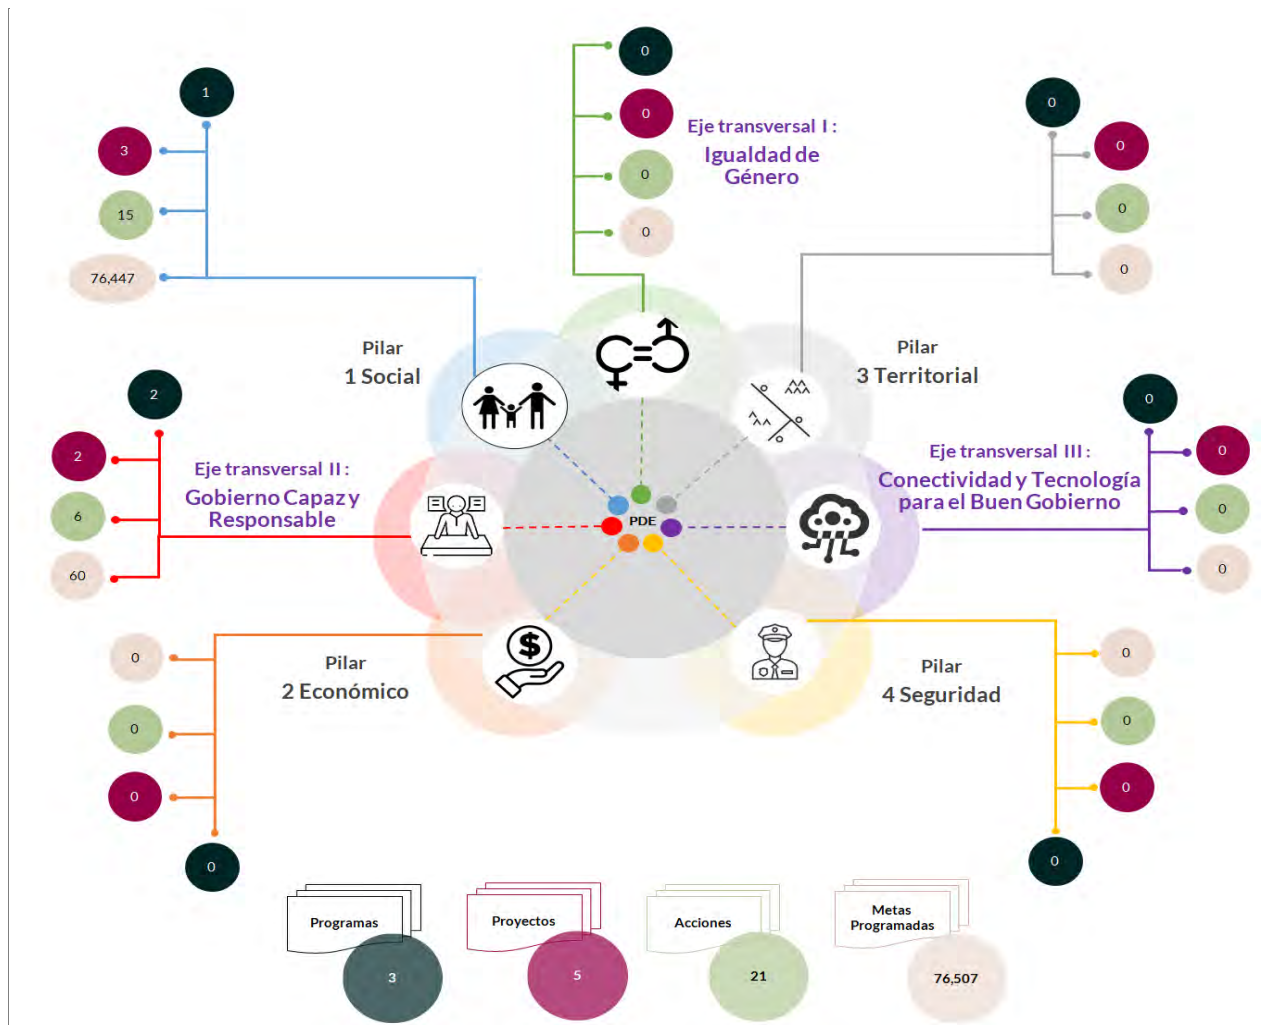 0
0
0
0
Eje transversal I :
Igualdad de
Género
1
3
15
76,447
0
0
0
0
Pilar
1 Social
Pilar
3 Territorial
2
2
6
60
Eje transversal II :
Gobierno Capaz y
Responsable
PDE
Eje transversal III :
Conectividad y Tecnología
para el Buen Gobierno
0
0
0
0
0
0
0
0
Pilar
2 Económico
$
Pilar
4 Seguridad
0
0
0
0
Programas
3
Proyectos
5
Acciones
21
Metas
Programadas
76,507